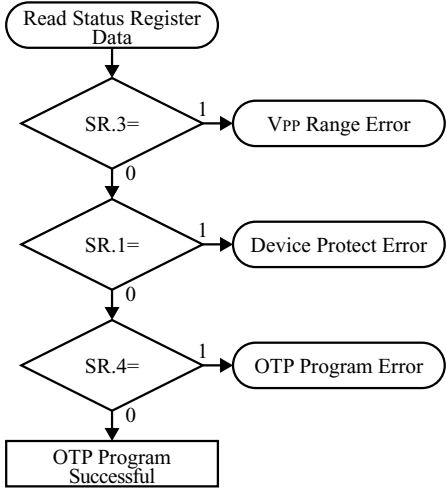 Read Status Register
Data
SR.3=
1
VPP Range Error
0
SR.1=
1
Device Protect Error
0
SR.4=
1
OTP Program Error
0
OTP Program
Successful